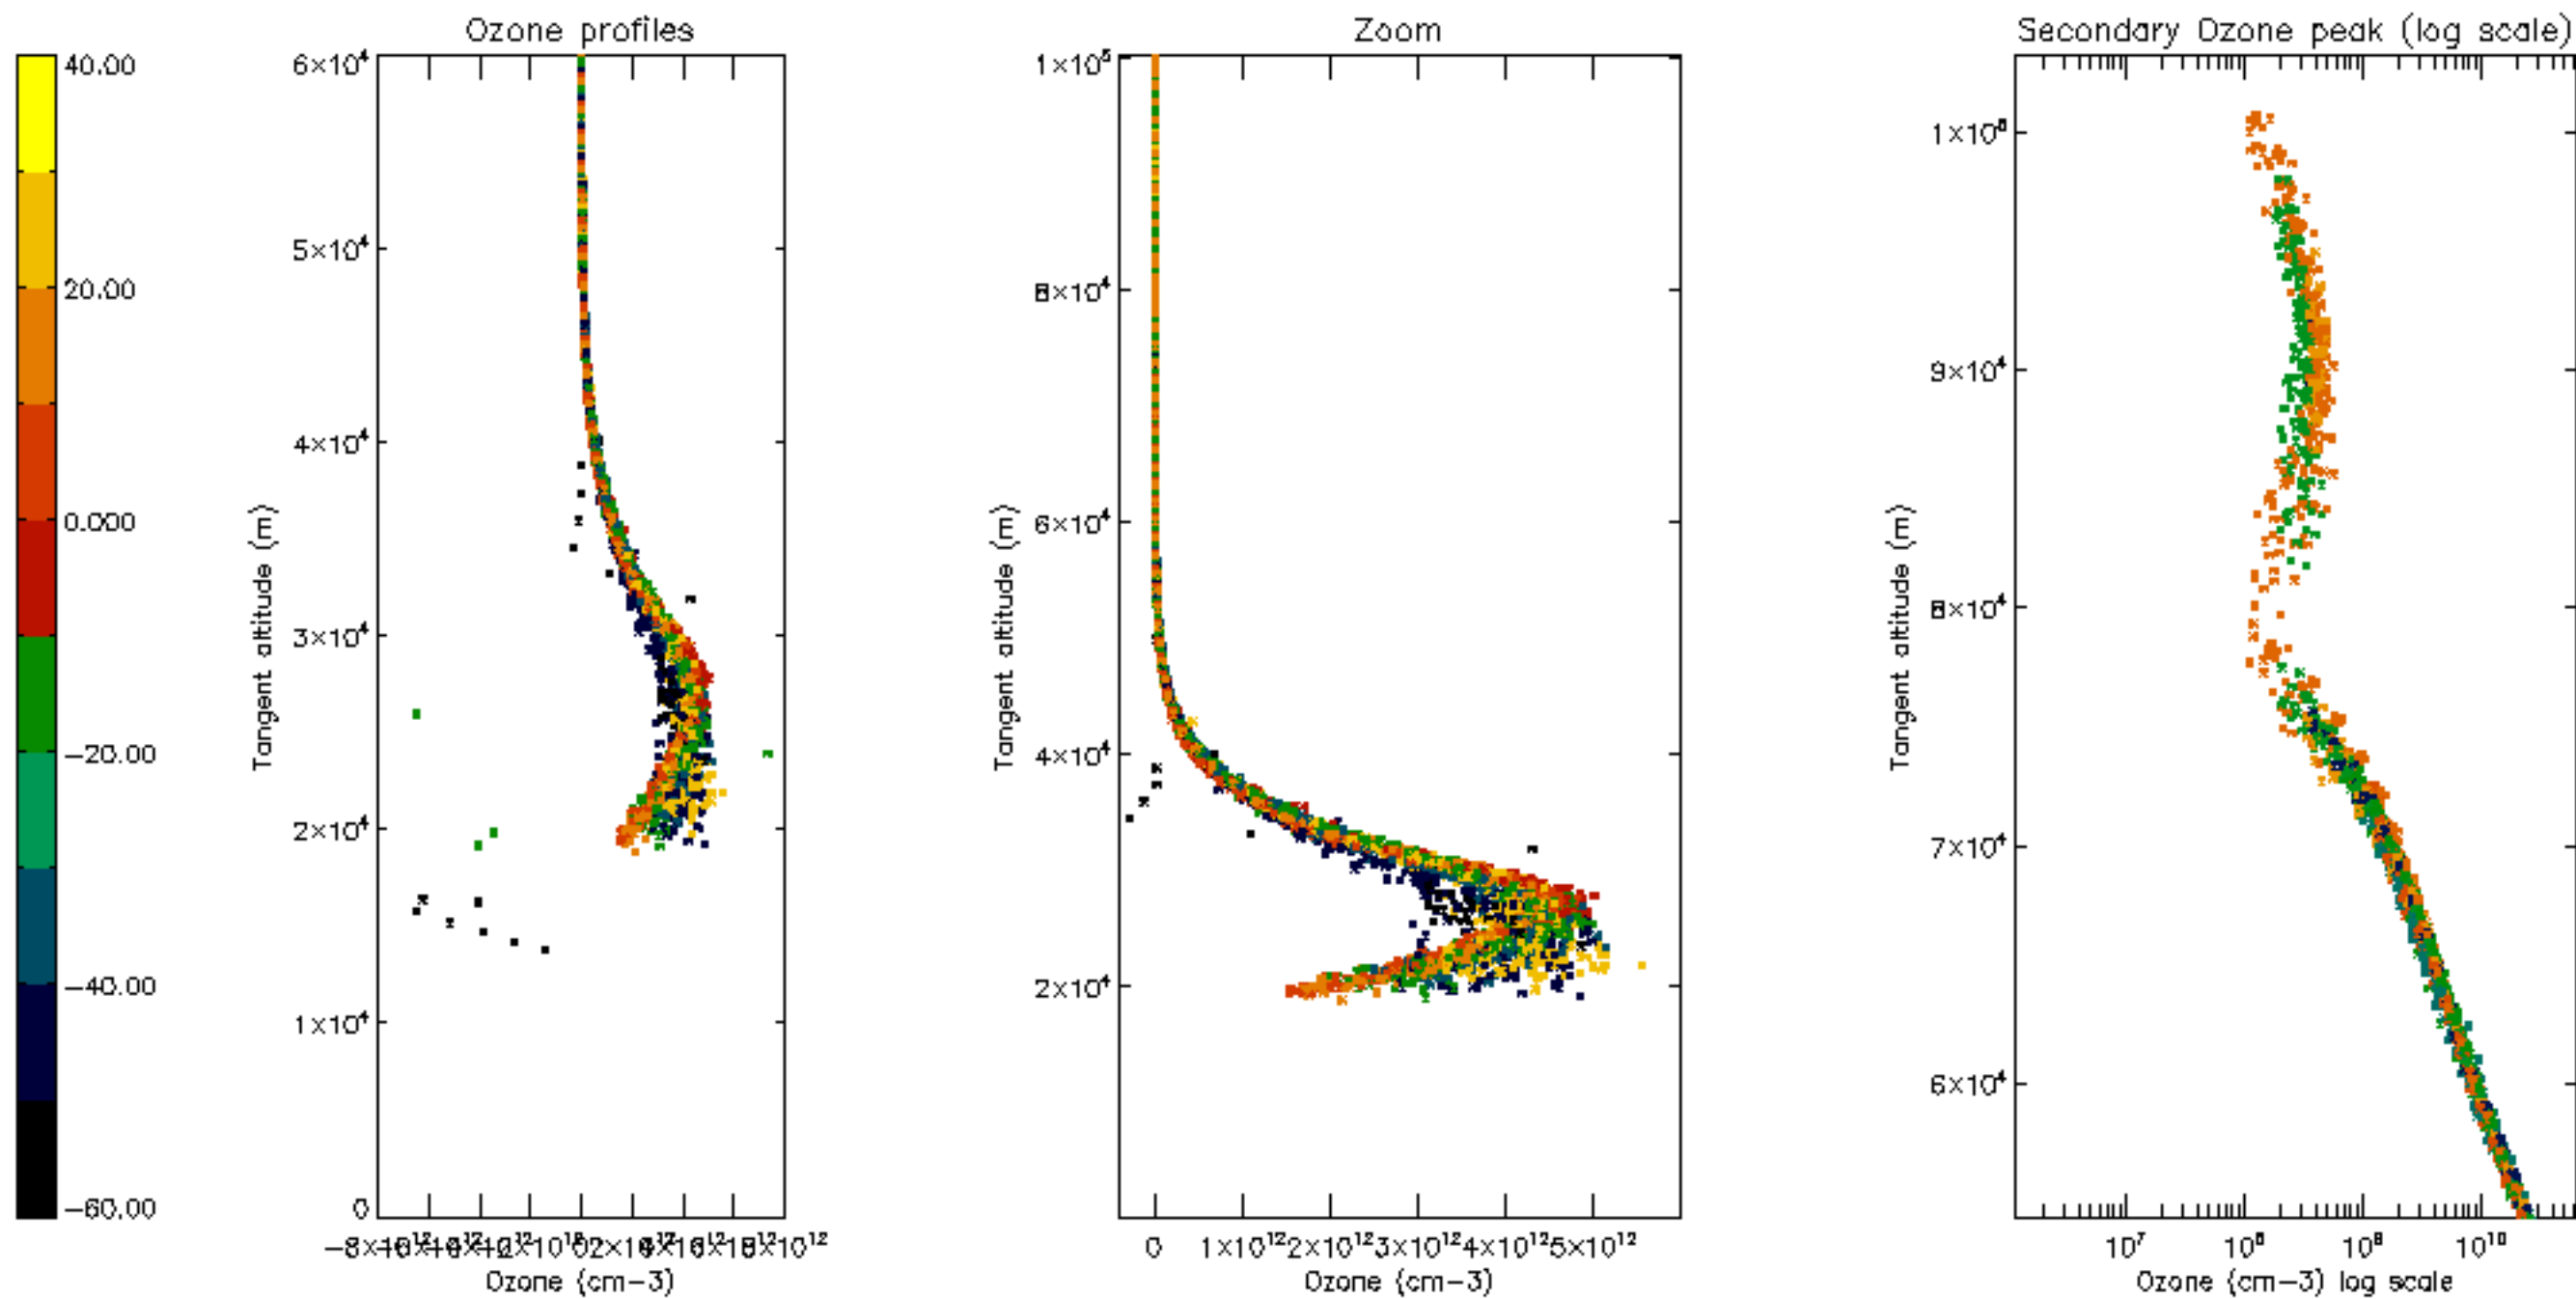 Ozone profiles
Zoom
Secondary Ozone peak (log scale)
40.00
20.00
0.000
−20.00
−40.00
−60.00
6×10⁴
5×10⁴
4×10⁴
3×10⁴
2×10⁴
1×10⁴
0
Tangent altitude (m)
Ozone (cm−3)
1×10⁵
8×10⁴
6×10⁴
4×10⁴
2×10⁴
Tangent altitude (m)
0 1×10¹² 2×10¹² 3×10¹² 4×10¹² 5×10¹²
Ozone (cm−3)
9×10⁴
8×10⁴
7×10⁴
6×10⁴
Tangent altitude (m)
10⁷ 10⁸ 10⁹ 10¹⁰
Ozone (cm−3) log scale